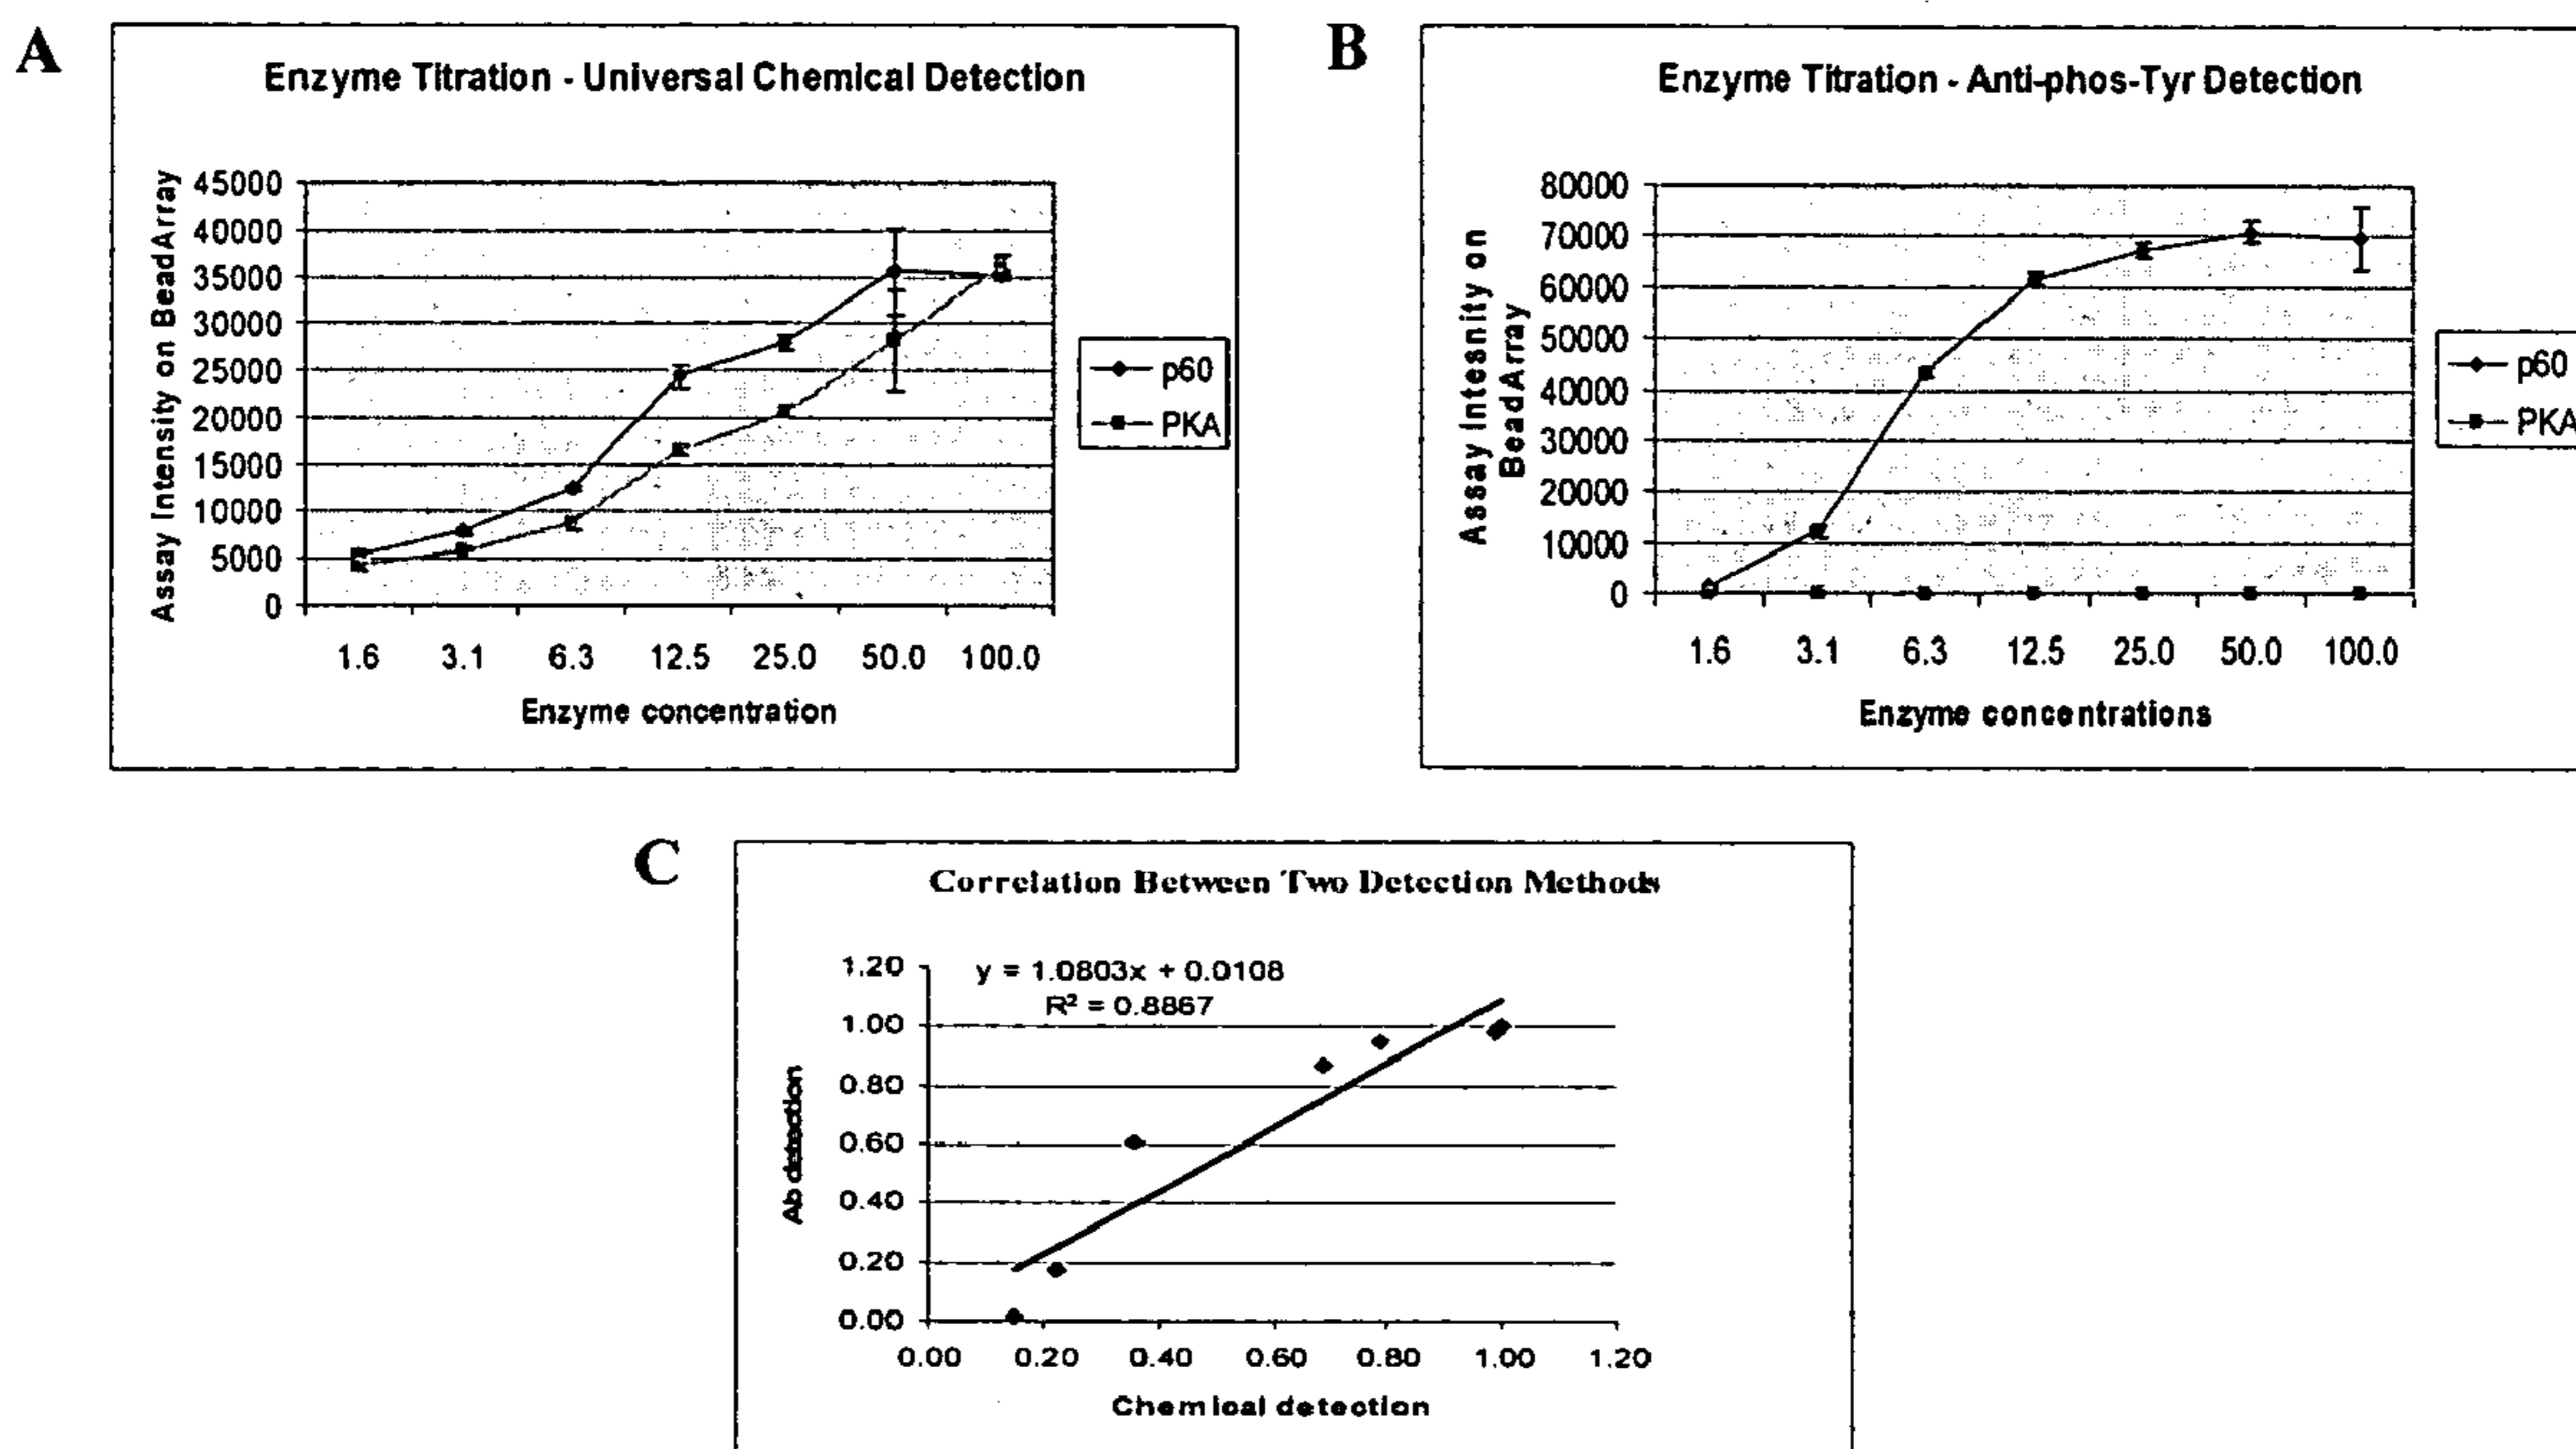 A
Enzyme Titration - Universal Chemical Detection
Assay Intensity on BeadArray
45000
40000
35000
30000
25000
20000
15000
10000
5000
0
1.6 3.1 6.3 12.5 25.0 50.0 100.0
Enzyme concentration
p60
PKA
B
Enzyme Titration - Anti-phos-Tyr Detection
Assay Intesnity on
BeadArray
80000
70000
60000
50000
40000
30000
20000
10000
0
1.6 3.1 6.3 12.5 25.0 50.0 100.0
Enzyme concentrations
p60
PKA
C
Correlation Between Two Detection Methods
y = 1.0803x + 0.0108
R² = 0.8867
Ab detection
1.20
1.00
0.80
0.60
0.40
0.20
0.00
0.00 0.20 0.40 0.60 0.80 1.00 1.20
Chemical detection